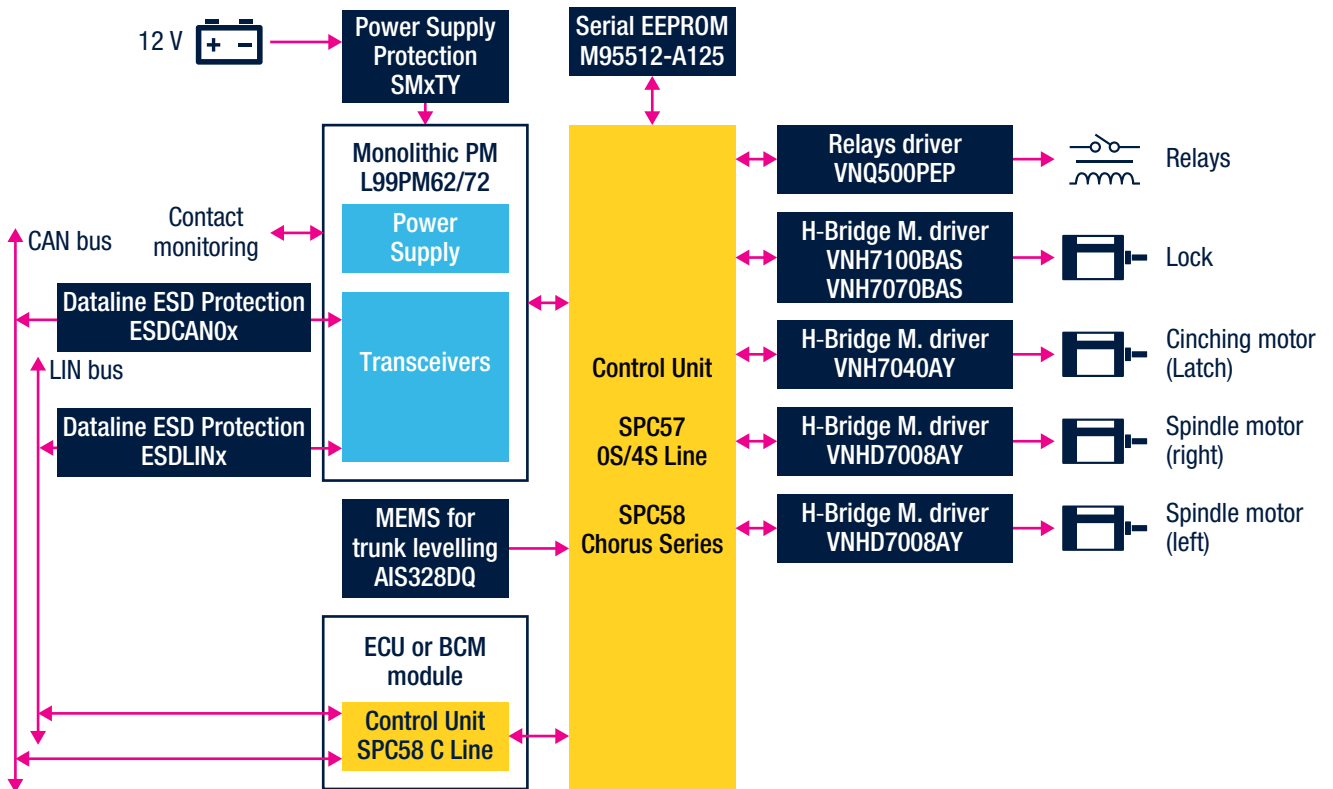 12 V
+ −
Power Supply
Protection
SMxTY
Serial EEPROM
M95512-A125
Monolithic PM
L99PM62/72
Power
Supply
Transceivers
Contact
monitoring
CAN bus
Dataline ESD Protection
ESDCAN0x
LIN bus
Dataline ESD Protection
ESDLINx
MEMS for
trunk levelling
AIS328DQ
ECU or BCM
module
Control Unit
SPC58 C Line
Control Unit
SPC57
0S/4S Line
SPC58
Chorus Series
Relays driver
VNQ500PEP
Relays
H-Bridge M. driver
VNH7100BAS
VNH7070BAS
Lock
H-Bridge M. driver
VNH7040AY
Cinching motor
(Latch)
H-Bridge M. driver
VNHD7008AY
Spindle motor
(right)
H-Bridge M. driver
VNHD7008AY
Spindle motor
(left)